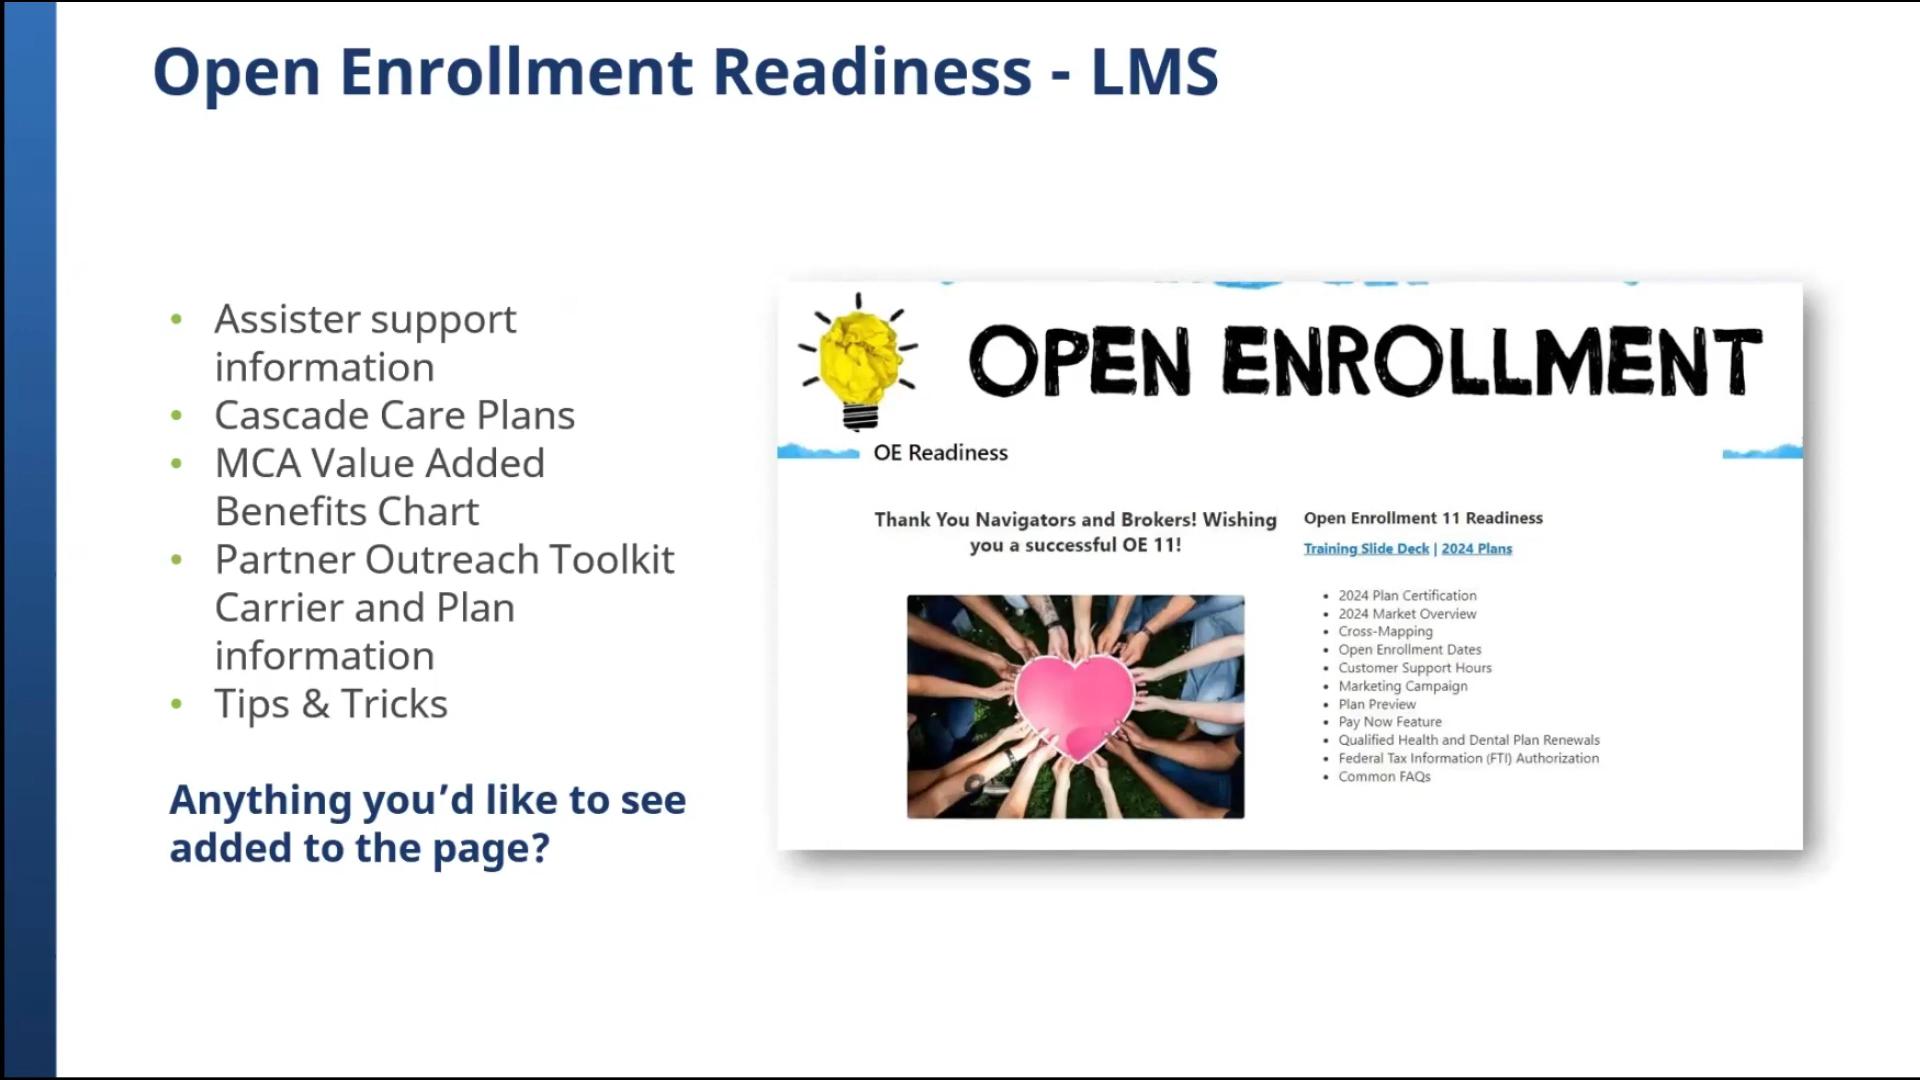 Open Enrollment Readiness - LMS
• Assister support
information
• Cascade Care Plans
• MCA Value Added
Benefits Chart
• Partner Outreach Toolkit
Carrier and Plan
information
• Tips & Tricks
Anything you’d like to see
added to the page?
OPEN ENROLLMENT
OE Readiness
Thank You Navigators and Brokers! Wishing
you a successful OE 11!
Open Enrollment 11 Readiness
Training Slide Deck | 2024 Plans
• 2024 Plan Certification
• 2024 Market Overview
• Cross-Mapping
• Open Enrollment Dates
• Customer Support Hours
• Marketing Campaign
• Plan Preview
• Pay Now Feature
• Qualified Health and Dental Plan Renewals
• Federal Tax Information (FTI) Authorization
• Common FAQs